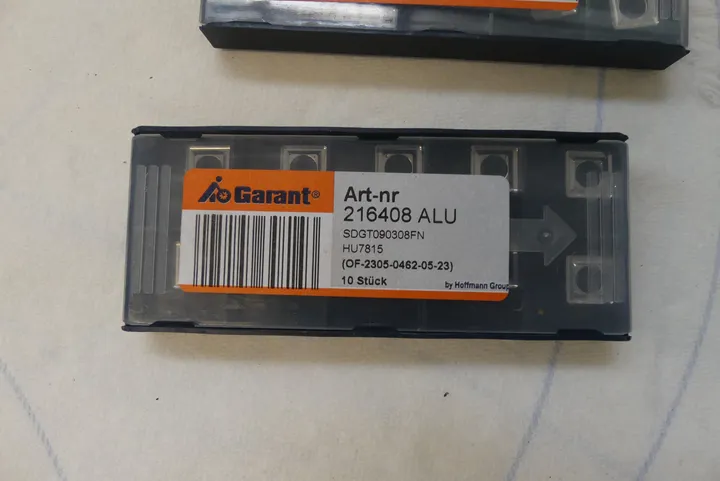 Garant®
Art-nr
216408 ALU
SDGT090308FN
HU7815
(OF-2305-0462-05-23)
10 Stück
by Hoffmann Group